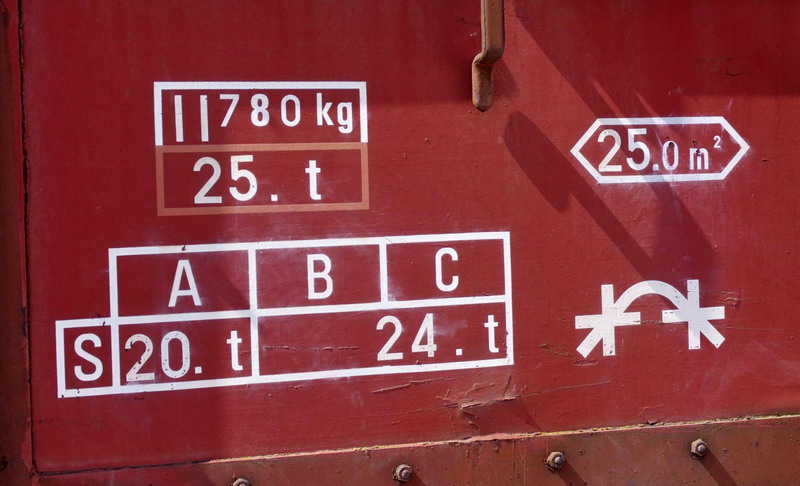 11780 kg
25. t
25.0 m²
A B C
S 20. t 24. t